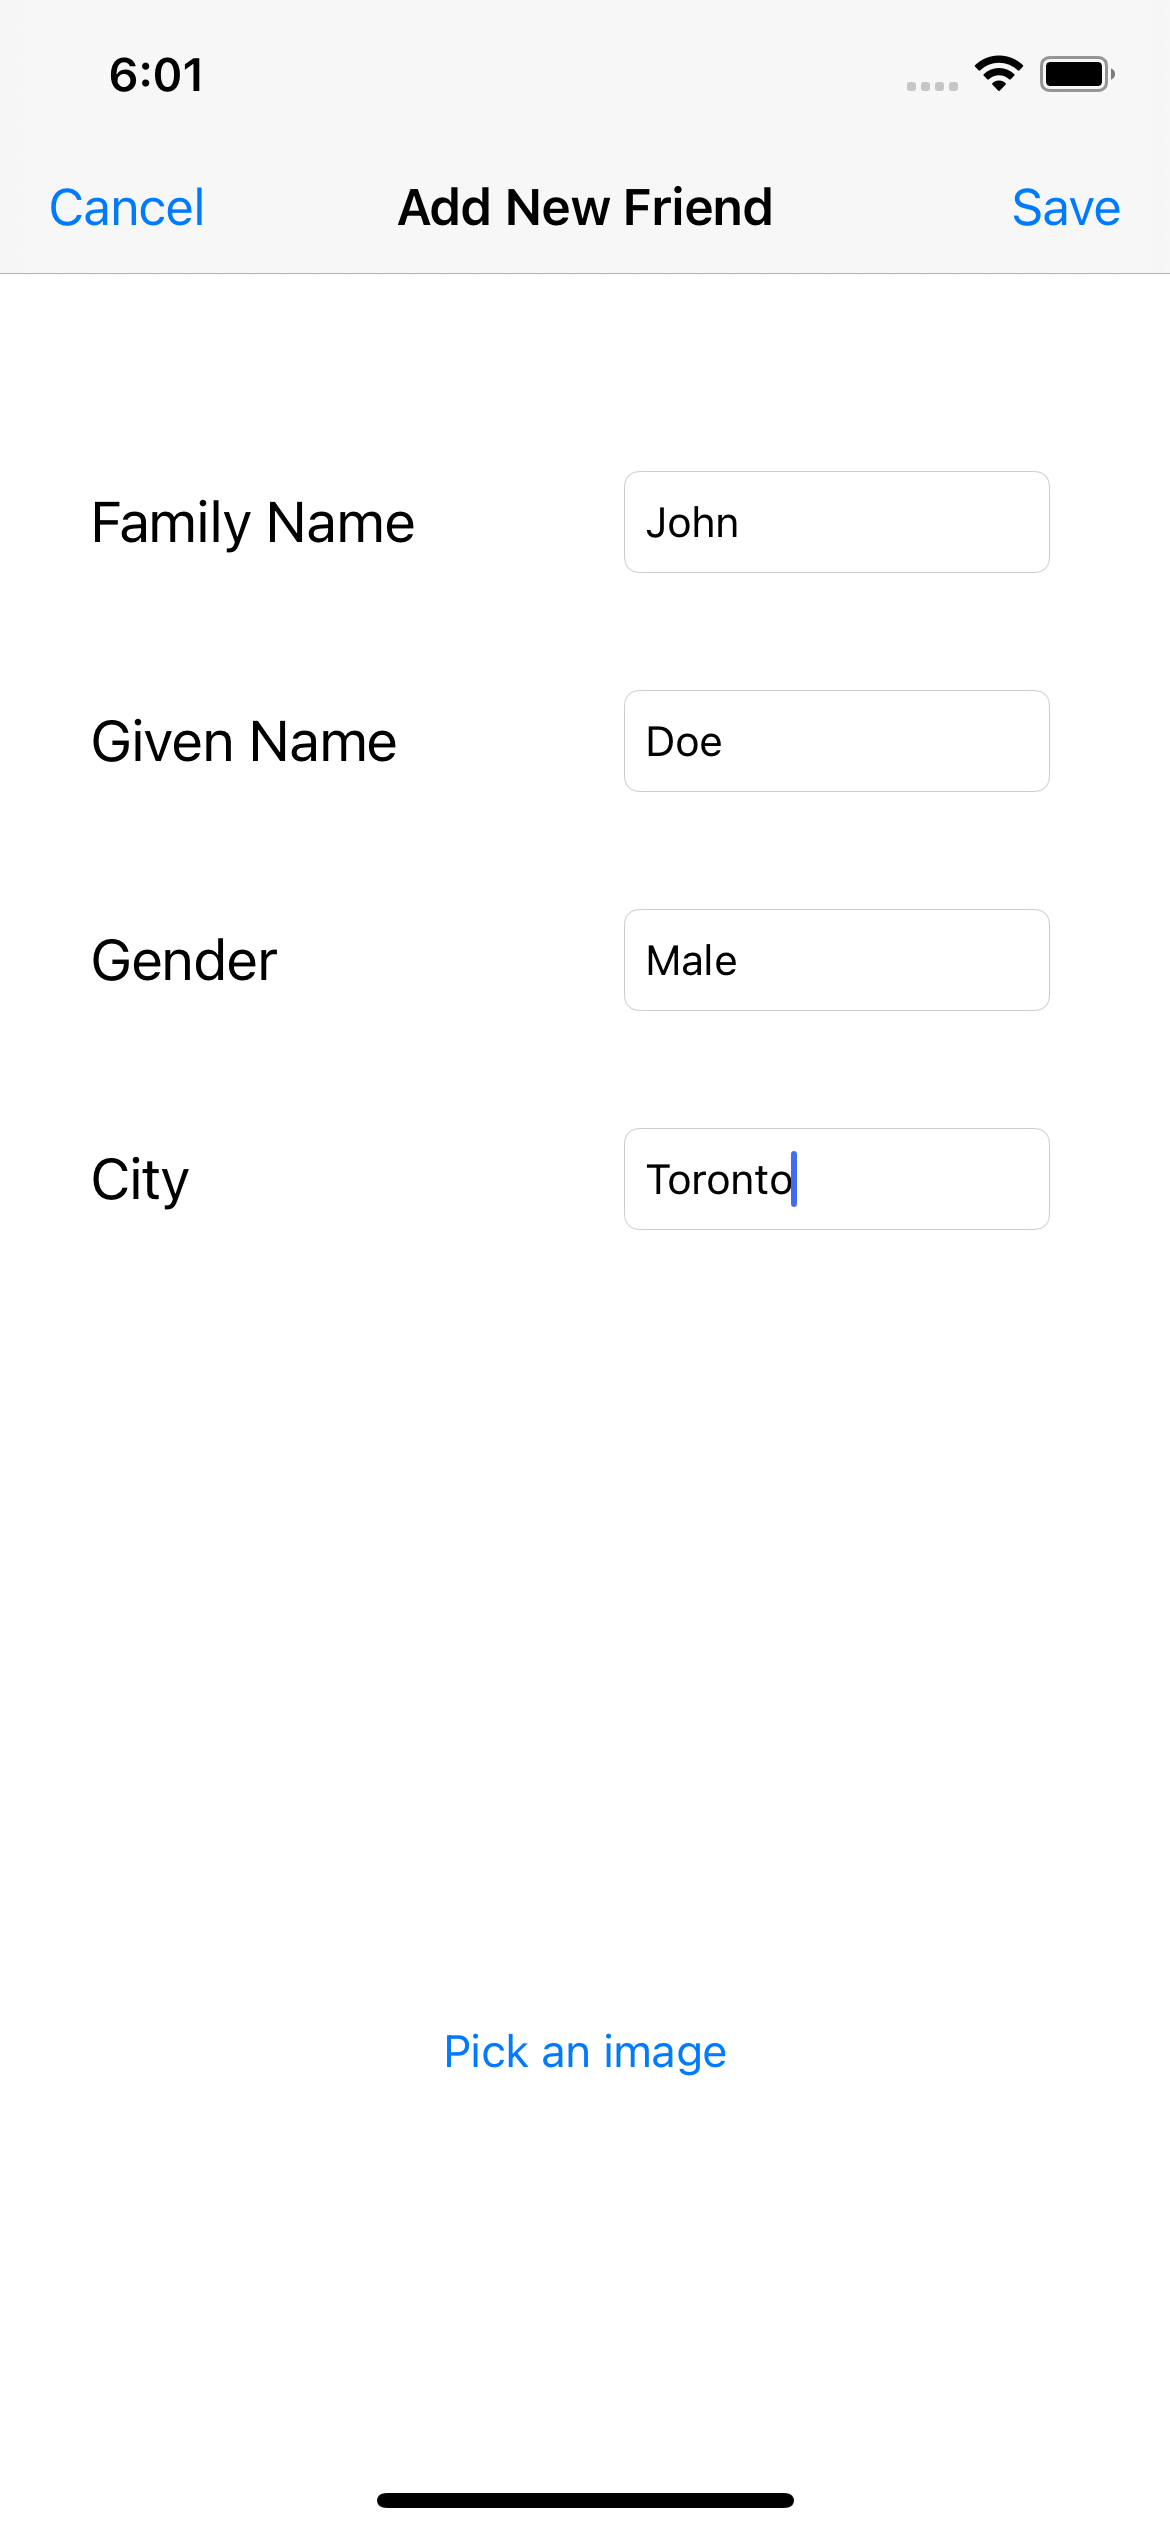 6:01
Cancel Add New Friend Save
Family Name John
Given Name Doe
Gender Male
City Toronto
Pick an image